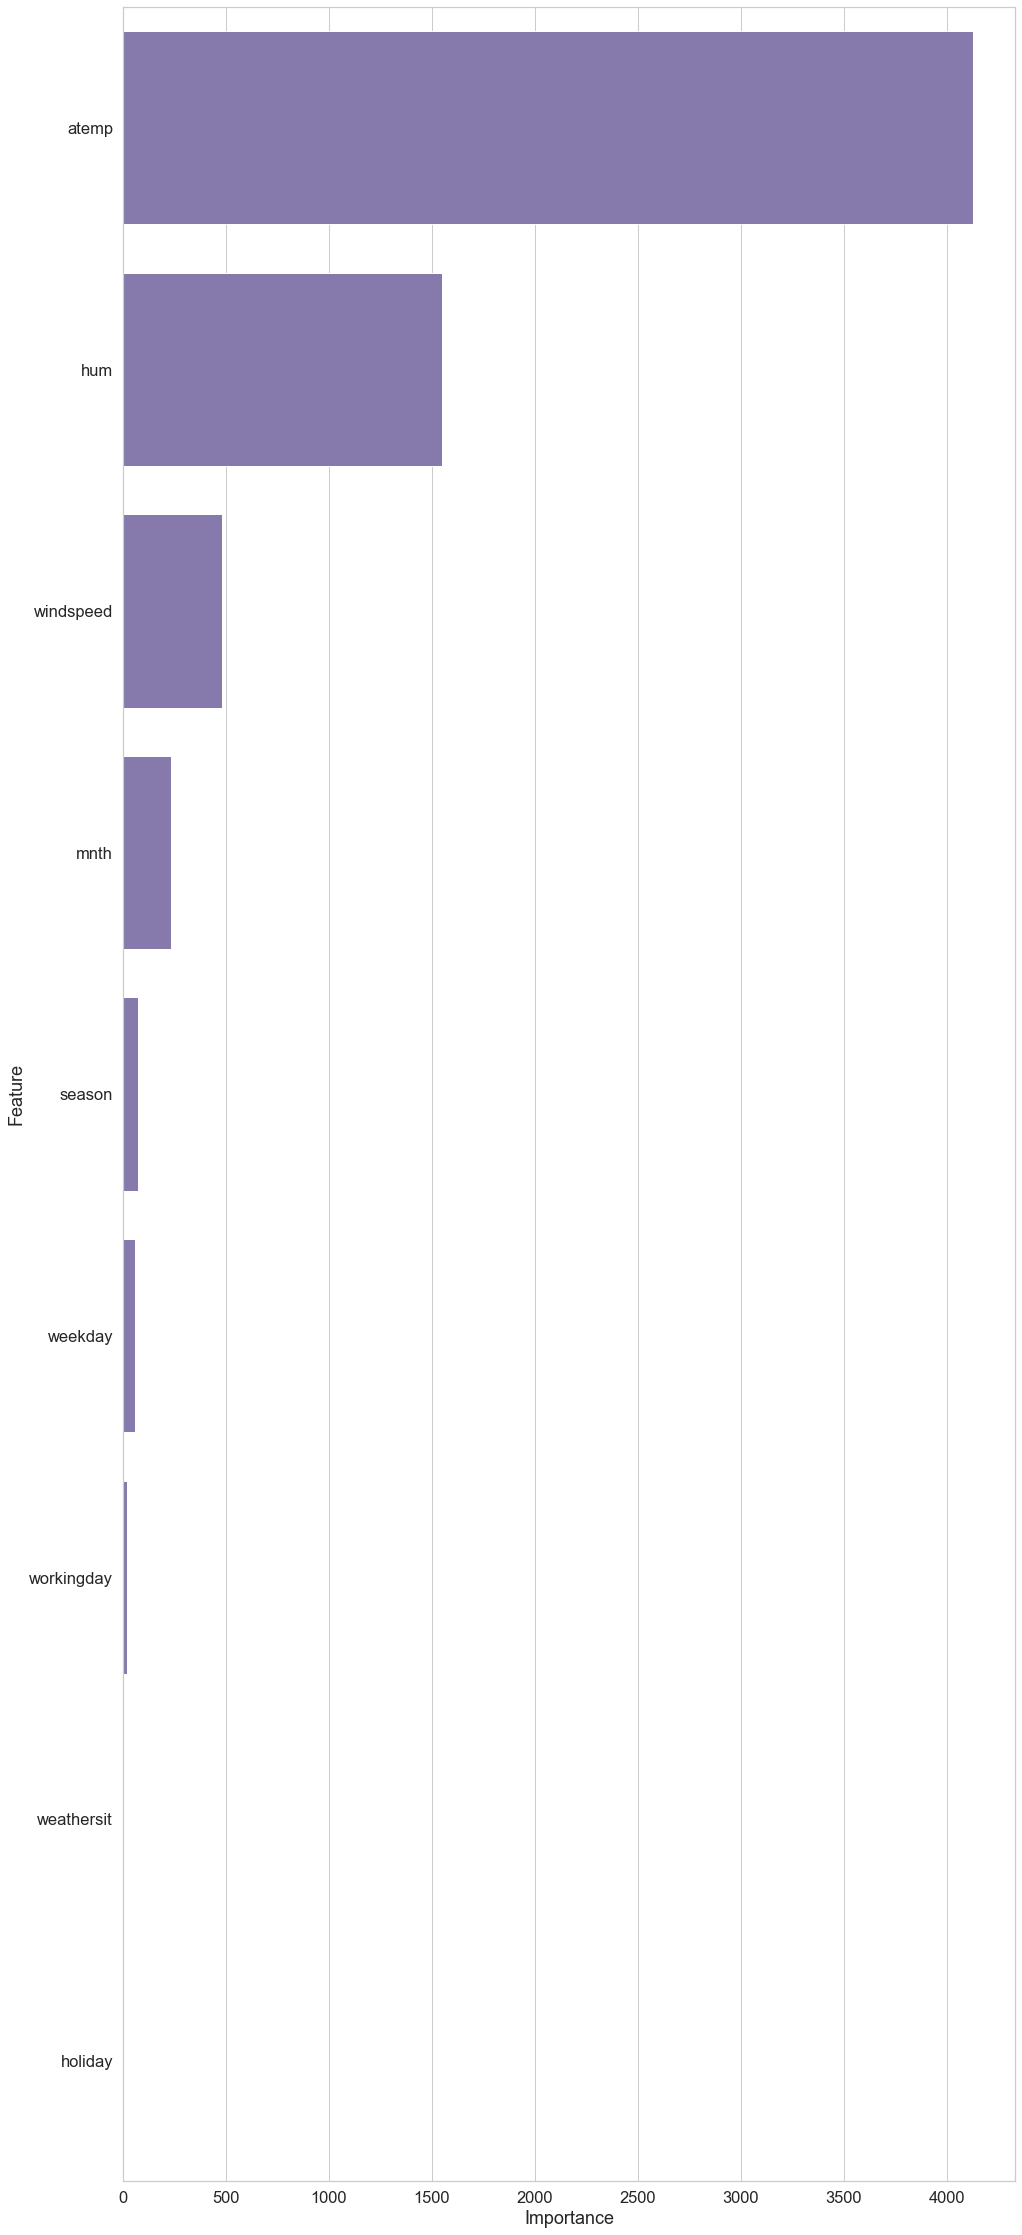 atemp
hum
windspeed
mnth
Feature
season
weekday
workingday
weathersit
holiday
0 500 1000 1500 2000 2500 3000 3500 4000
Importance